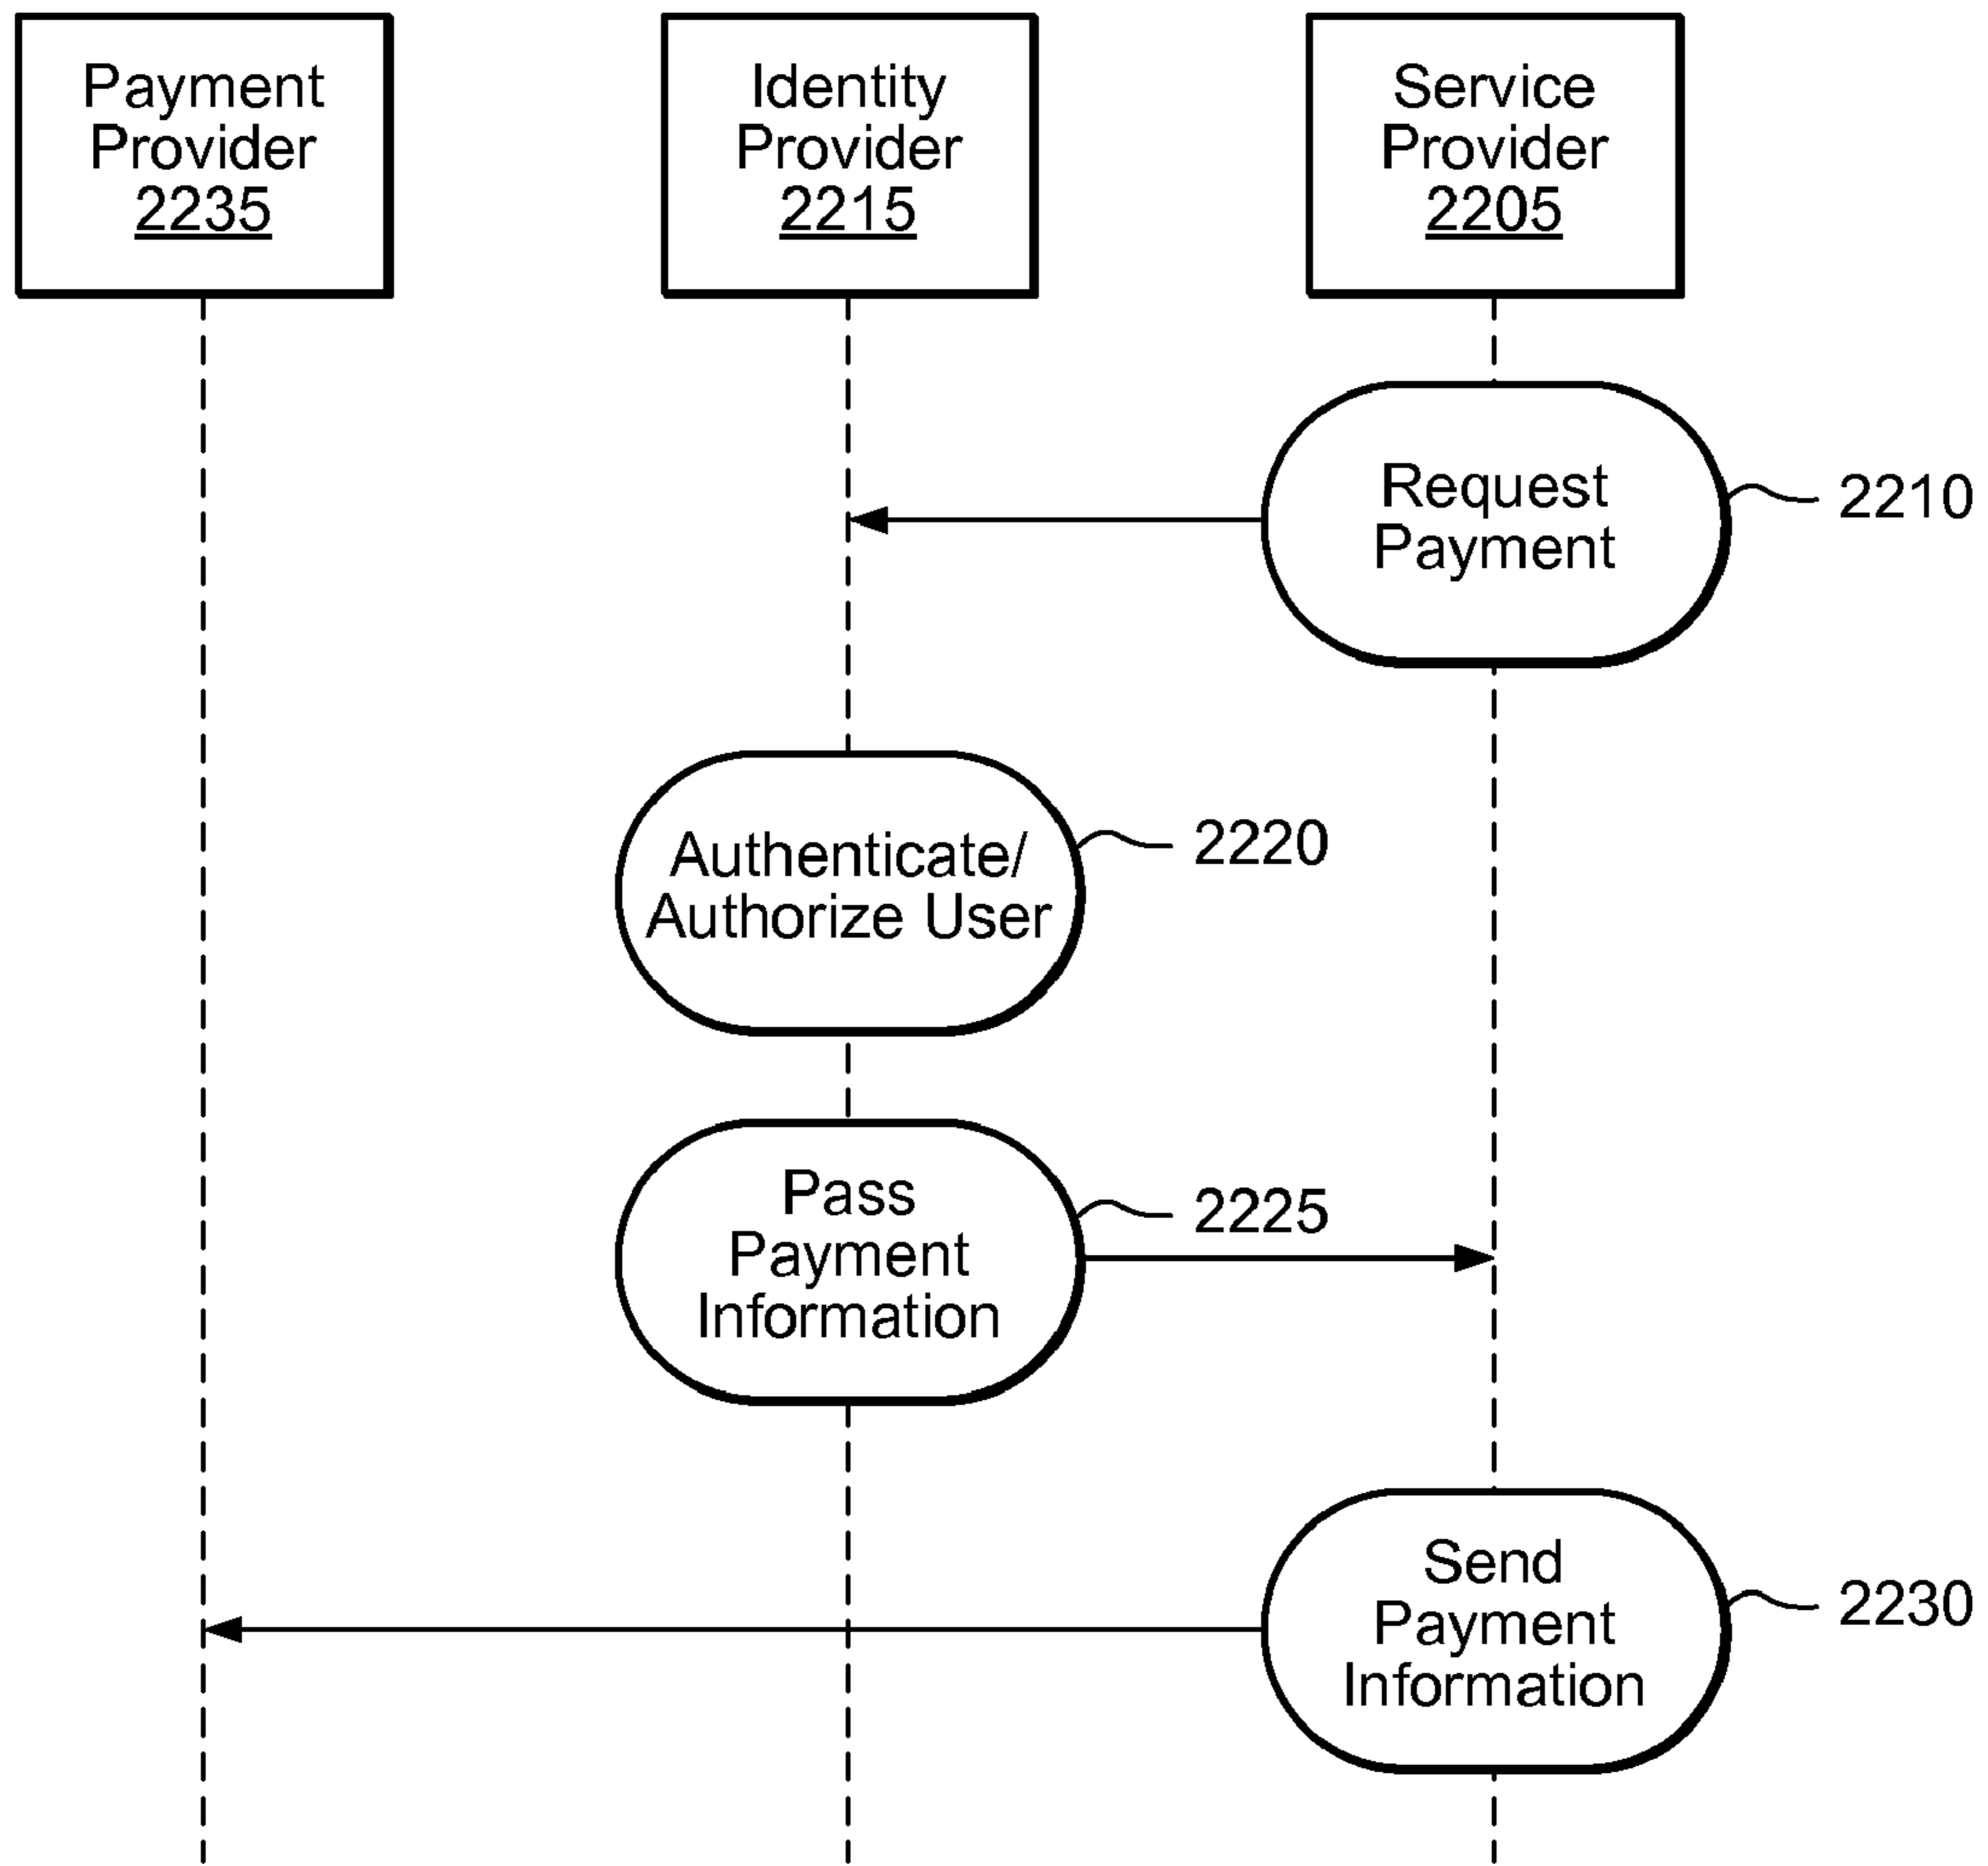 Payment
Provider
2235
Identity
Provider
2215
Service
Provider
2205
Request
Payment
2210
Authenticate/
Authorize User
2220
Pass
Payment
Information
2225
Send
Payment
Information
2230